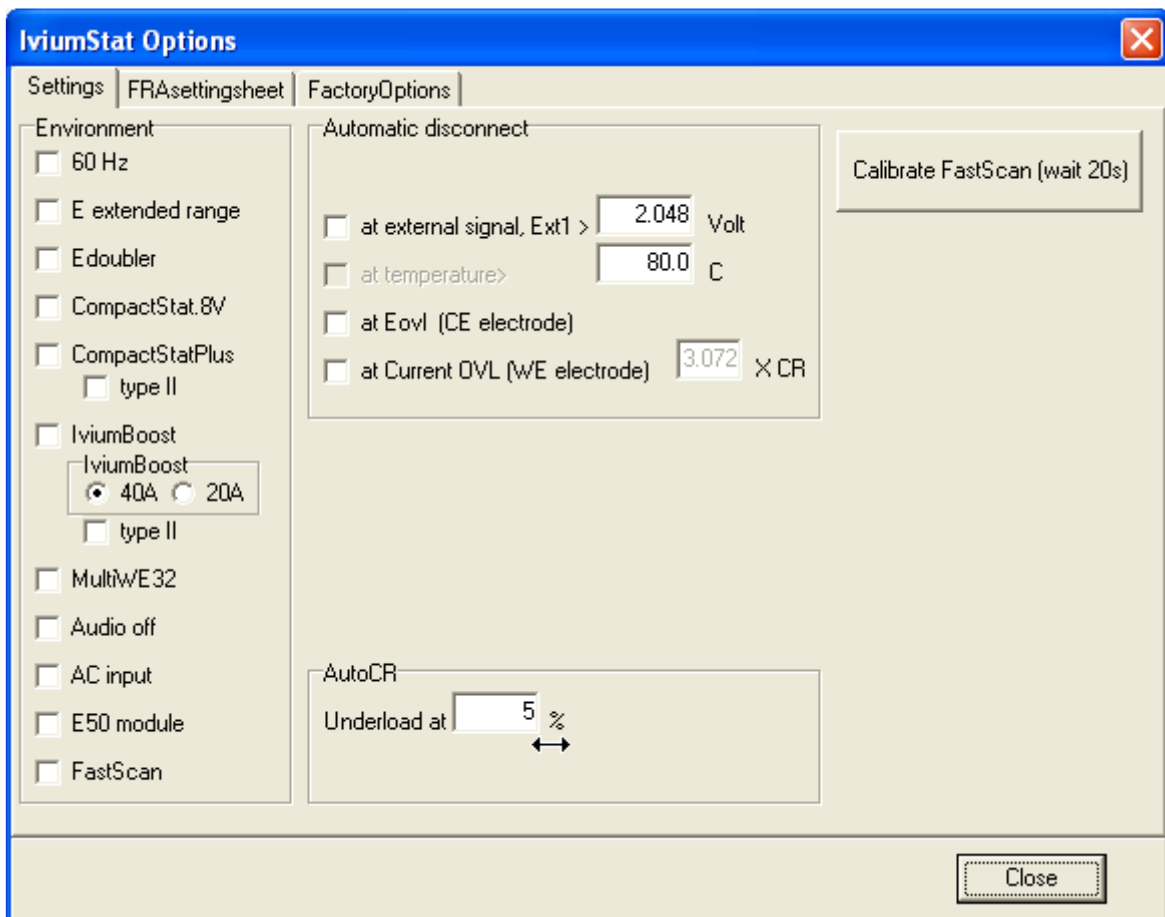 IviumStat Options
Settings FRAsettingsheet FactoryOptions
Environment
60 Hz
E extended range
Edoubler
CompactStat.8V
CompactStatPlus
type II
IviumBoost
IviumBoost
40A 20A
type II
MultiWE32
Audio off
AC input
E50 module
FastScan
Automatic disconnect
at external signal, Ext1 > 2.048 Volt
at temperature> 80.0 C
at Eovl (CE electrode)
at Current OVL (WE electrode) 3.072 X CR
AutoCR
Underload at 5 %
Calibrate FastScan (wait 20s)
Close